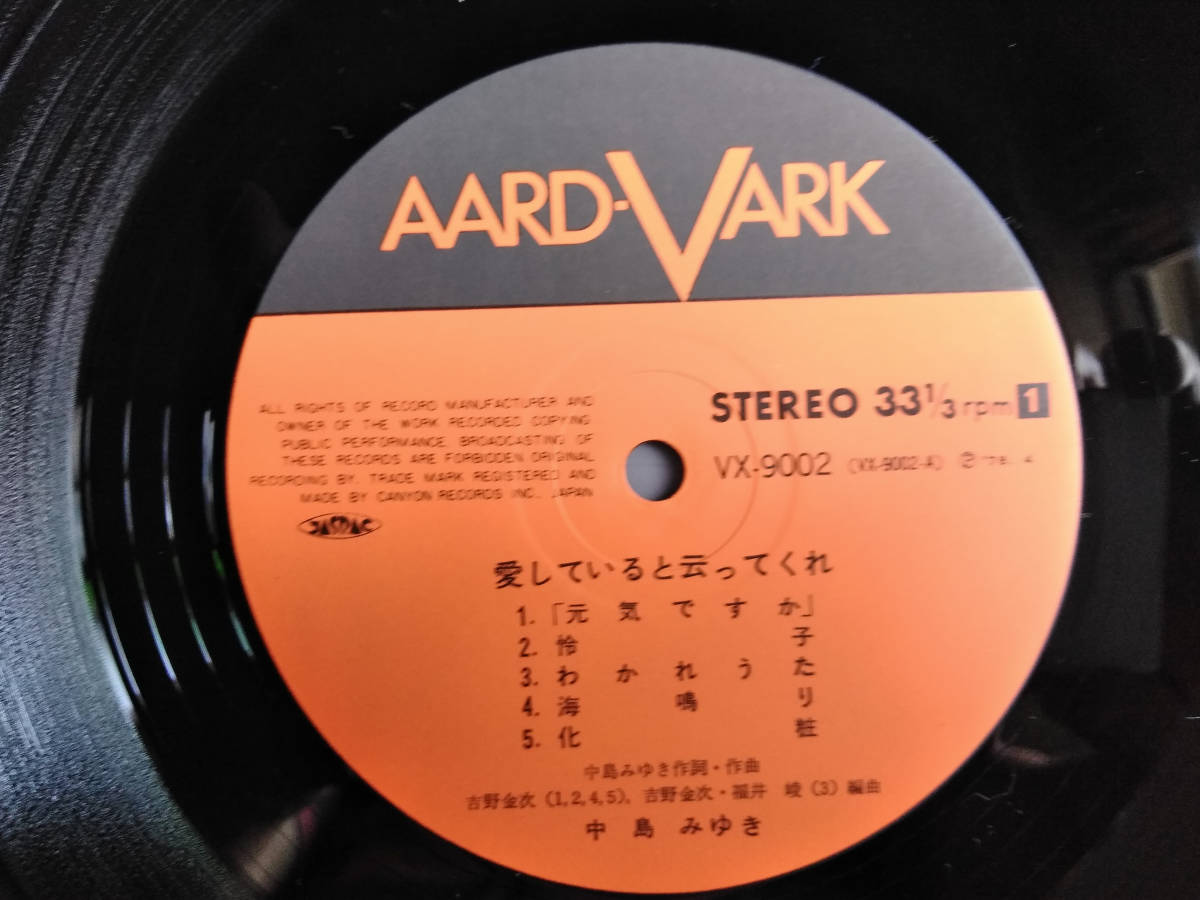 AARD-VARK
ALL RIGHTS OF RECORD MANUFACTURER AND
OWNER OF THE WORK RECORDED COPYING
PUBLIC PERFORMANCE, BROADCASTING OF
THESE RECORDS ARE FORBIDDEN ORIGINAL
RECORDING BY, TRADE MARK REGISTERED AND
MADE BY CANYON RECORDS INC., JAPAN
JASRAC
STEREO 33 1/3 rpm 1
VX-9002 (VX-9002-A) Ⓟ'78. 4
愛していると云ってくれ
1.「元気ですか」
2. 怜子
3. わかれうた
4. 海鳴り
5. 化粧
中島みゆき作詞・作曲
吉野金次 (1,2,4,5), 吉野金次・福井 峻 (3) 編曲
中島みゆき